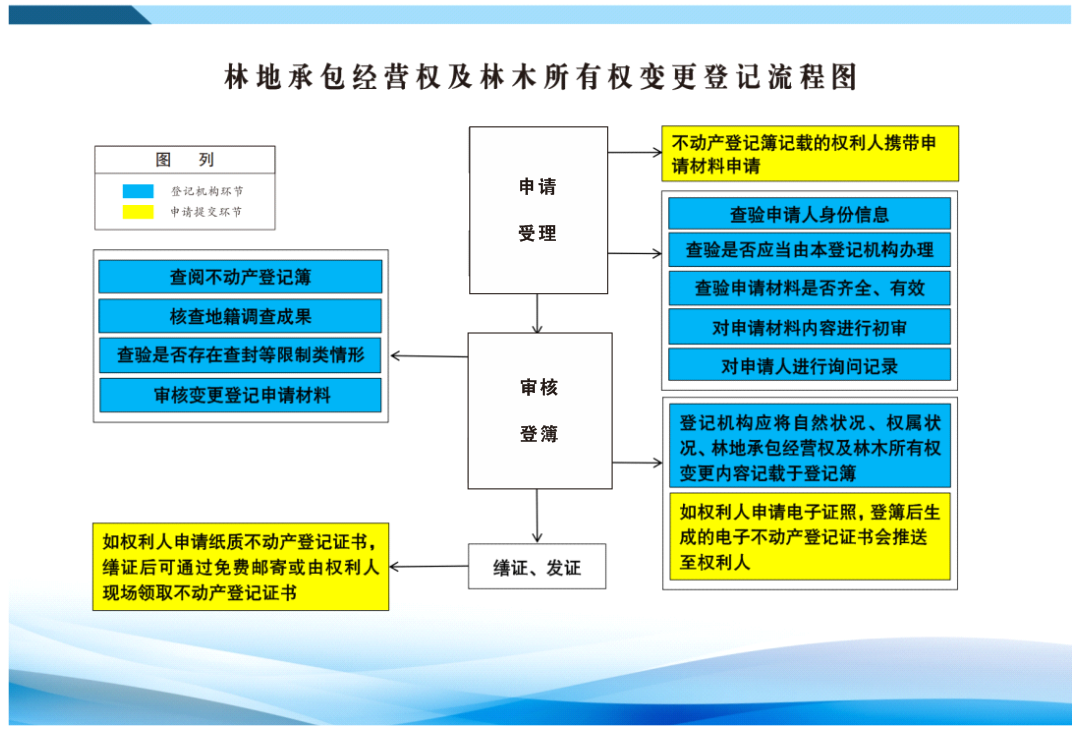 林地承包经营权及林木所有权变更登记流程图
图 列
登记机构环节
申请提交环节
申请
受理
不动产登记簿记载的权利人携带申
请材料申请
查验申请人身份信息
查验是否应当由本登记机构办理
查验申请材料是否齐全、有效
对申请材料内容进行初审
对申请人进行询问记录
查阅不动产登记簿
核查地籍调查成果
查验是否存在查封等限制类情形
审核变更登记申请材料
审核
登簿
登记机构应将自然状况、权属状
况、林地承包经营权及林木所有权
变更内容记载于登记簿
如权利人申请电子证照，登簿后生
成的电子不动产登记证书会推送
至权利人
缮证、发证
如权利人申请纸质不动产登记证书，
缮证后可通过免费邮寄或由权利人
现场领取不动产登记证书